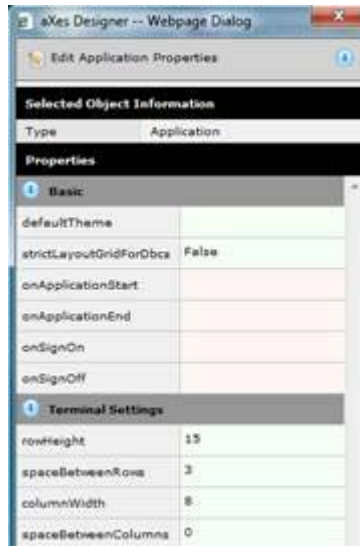 aXes Designer -- Webpage Dialog
Edit Application Properties
Selected Object Information
Type Application
Properties
Basic
defaultTheme
strictLayoutGridForDbcs False
onApplicationStart
onApplicationEnd
onSignOn
onSignOff
Terminal Settings
rowHeight 15
spaceBetweenRows 3
columnWidth 8
spaceBetweenColumns 0